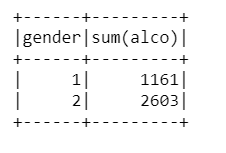 +------+---------+
|gender|sum(alco)|
+------+---------+
|     1|     1161|
|     2|     2603|
+------+---------+